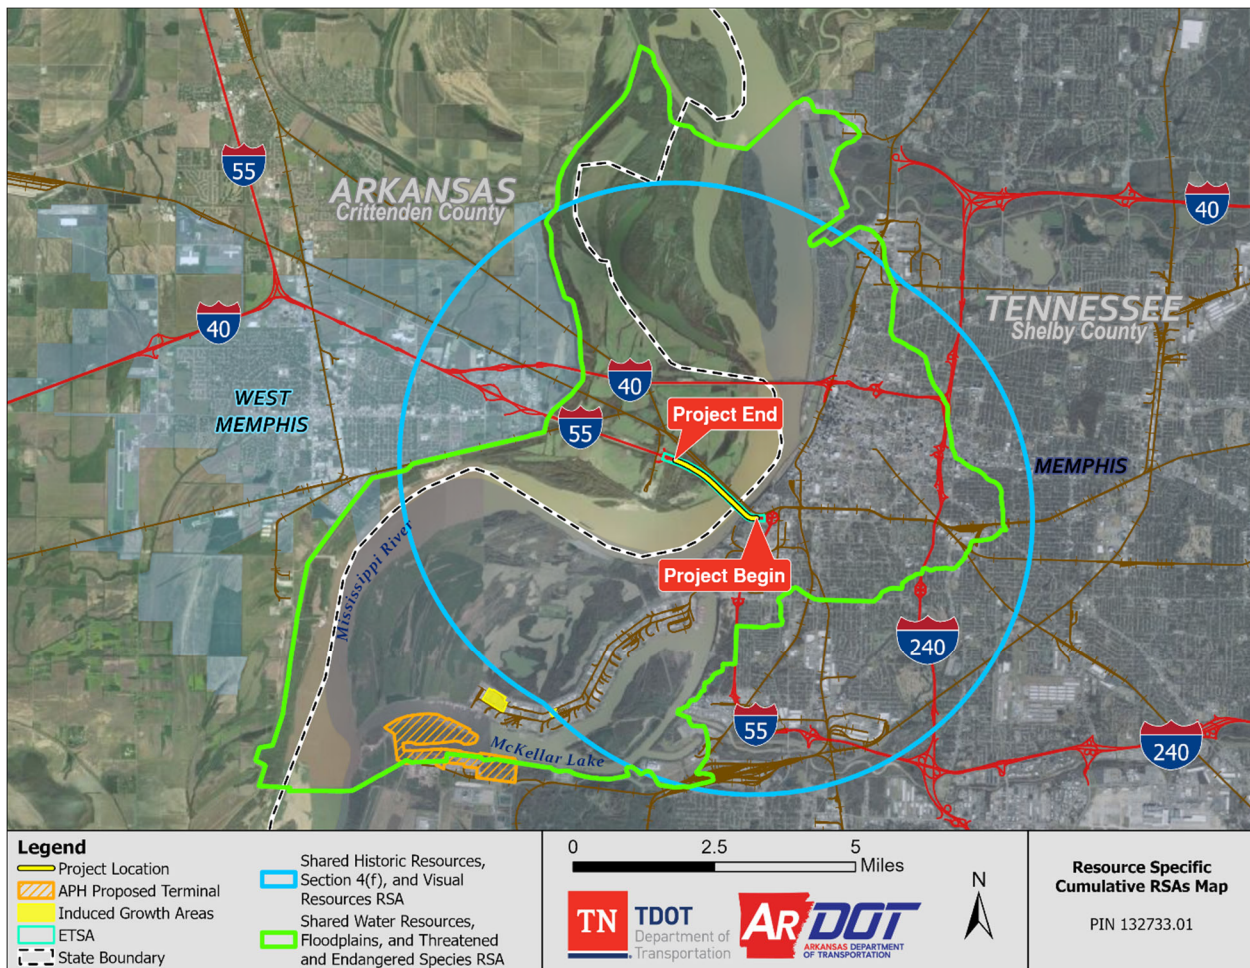 55
ARKANSAS
Crittenden County
40
TENNESSEE
Shelby County
40
WEST
MEMPHIS
40
55
Project End
MEMPHIS
Mississippi River
Project Begin
240
McKellar Lake
55
240
Legend
Project Location
APH Proposed Terminal
Induced Growth Areas
ETSA
State Boundary
Shared Historic Resources,
Section 4(f), and Visual
Resources RSA
Shared Water Resources,
Floodplains, and Threatened
and Endangered Species RSA
0 2.5 5
Miles
TN
TDOT
Department of
Transportation
ARDOT
ARKANSAS DEPARTMENT
OF TRANSPORTATION
N
Resource Specific
Cumulative RSAs Map
PIN 132733.01